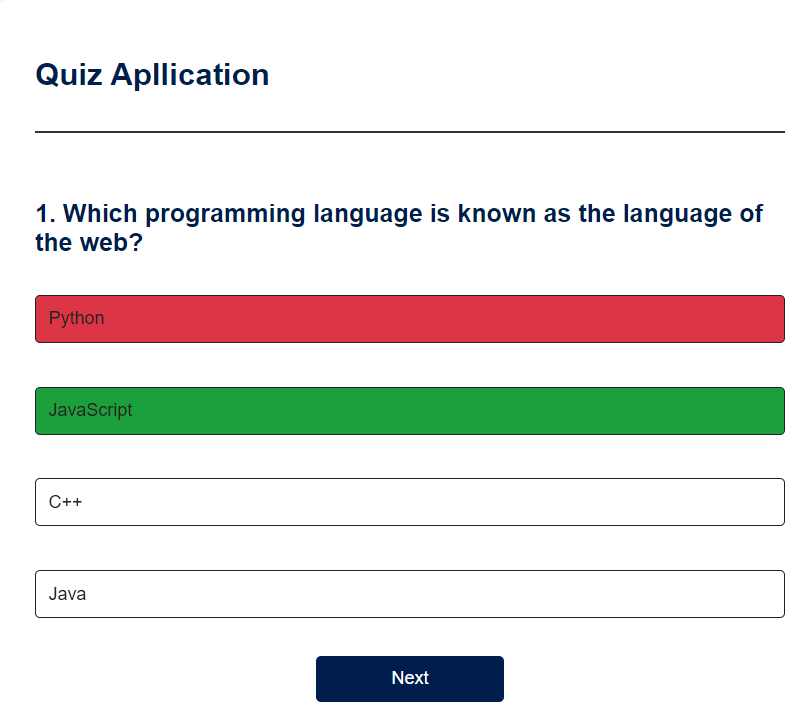 Quiz Apllication
1. Which programming language is known as the language of
the web?
Python
JavaScript
C++
Java
Next